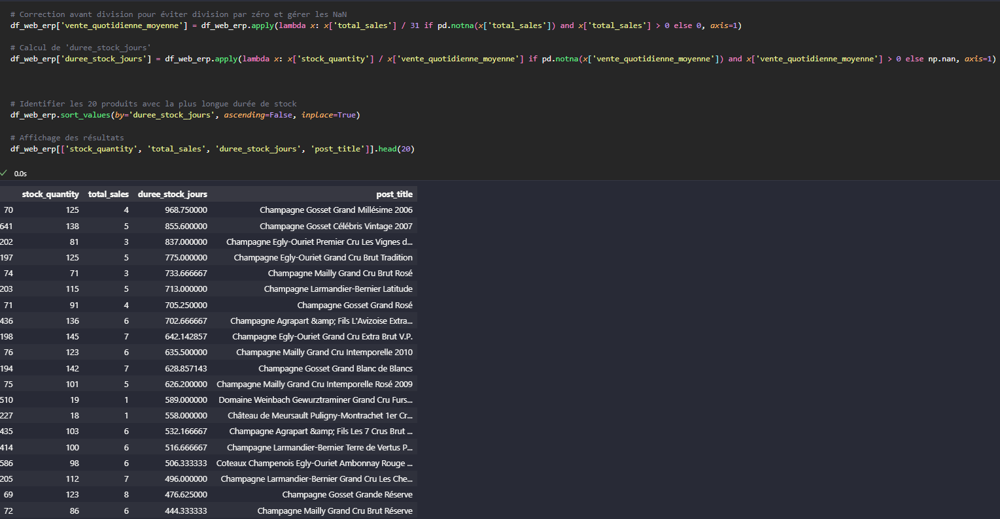 # Correction avant division pour éviter division par zéro et gérer les NaN
df_web_erp['vente_quotidienne_moyenne'] = df_web_erp.apply(lambda x: x['total_sales'] / 31 if pd.notna(x['total_sales']) and x['total_sales'] > 0 else 0, axis=1)
# Calcul de 'duree_stock_jours'
df_web_erp['duree_stock_jours'] = df_web_erp.apply(lambda x: x['stock_quantity'] / x['vente_quotidienne_moyenne'] if pd.notna(x['vente_quotidienne_moyenne']) and x['vente_quotidienne_moyenne'] > 0 else np.nan, axis=1)
# Identifier les 20 produits avec la plus longue durée de stock
df_web_erp.sort_values(by='duree_stock_jours', ascending=False, inplace=True)
# Affichage des résultats
df_web_erp[['stock_quantity', 'total_sales', 'duree_stock_jours', 'post_title']].head(20)
0.0s
stock_quantity total_sales duree_stock_jours post_title
70 125 4 968.750000 Champagne Gosset Grand Millésime 2006
641 138 5 855.600000 Champagne Gosset Célébris Vintage 2007
202 81 3 837.000000 Champagne Egly-Ouriet Premier Cru Les Vignes d...
197 125 5 775.000000 Champagne Egly-Ouriet Grand Cru Brut Tradition
74 71 3 733.666667 Champagne Mailly Grand Cru Brut Rosé
203 115 5 713.000000 Champagne Larmandier-Bernier Latitude
71 91 4 705.250000 Champagne Gosset Grand Rosé
436 136 6 702.666667 Champagne Agrapart &amp; Fils L'Avizoise Extra...
198 145 7 642.142857 Champagne Egly-Ouriet Grand Cru Extra Brut V.P.
76 123 6 635.500000 Champagne Mailly Grand Cru Intemporelle 2010
194 142 7 628.857143 Champagne Gosset Grand Blanc de Blancs
75 101 5 626.200000 Champagne Mailly Grand Cru Intemporelle Rosé 2009
510 19 1 589.000000 Domaine Weinbach Gewurztraminer Grand Cru Furs...
227 18 1 558.000000 Château de Meursault Puligny-Montrachet 1er Cr...
435 103 6 532.166667 Champagne Agrapart &amp; Fils Les 7 Crus Brut ...
414 100 6 516.666667 Champagne Larmandier-Bernier Terre de Vertus P...
586 98 6 506.333333 Coteaux Champenois Egly-Ouriet Ambonnay Rouge ...
205 112 7 496.000000 Champagne Larmandier-Bernier Grand Cru Les Che...
69 123 8 476.625000 Champagne Gosset Grande Réserve
72 86 6 444.333333 Champagne Mailly Grand Cru Brut Réserve